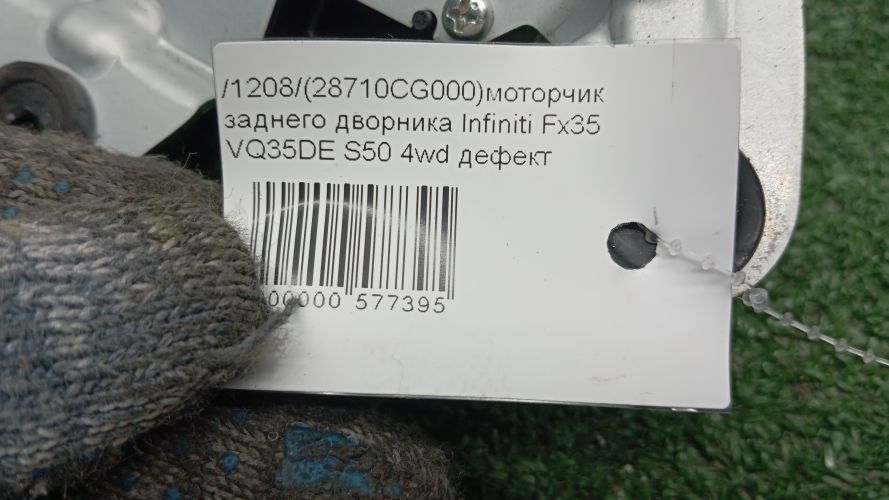 /1208/(28710CG000)моторчик
заднего дворника Infiniti Fx35
VQ35DE S50 4wd дефект
00000 577395